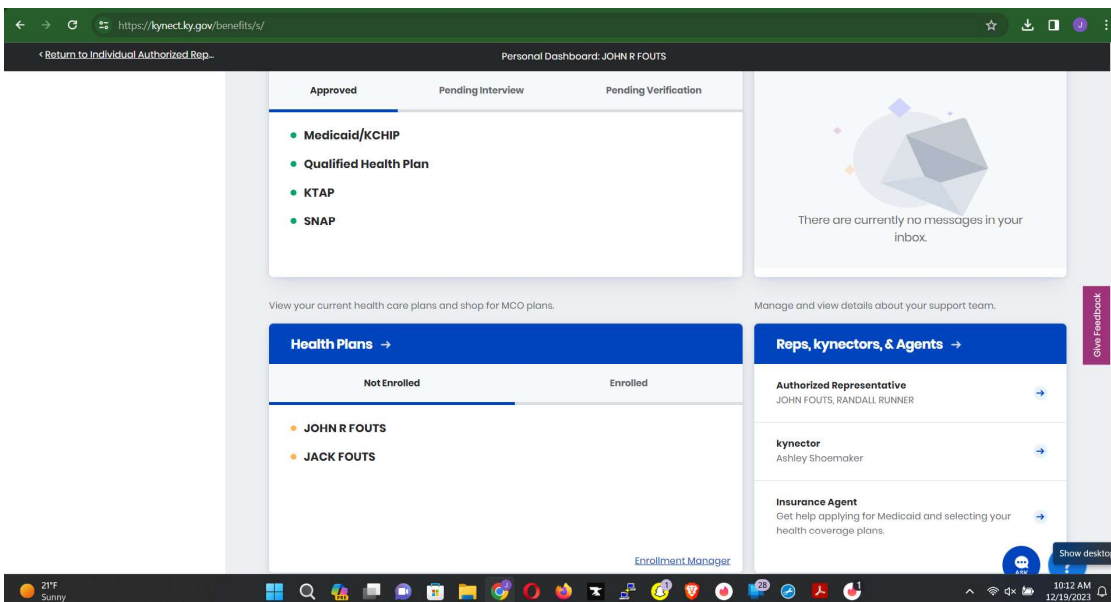 https://kynect.ky.gov/benefits/s/
J
< Return to Individual Authorized Rep...
Personal Dashboard: JOHN R FOUTS
Approved
Pending Interview
Pending Verification
Medicaid/KCHIP
Qualified Health Plan
KTAP
SNAP
There are currently no messages in your
inbox.
View your current health care plans and shop for MCO plans.
Manage and view details about your support team.
Give Feedback
Health Plans →
Reps, kynectors, & Agents →
Not Enrolled
Enrolled
JOHN R FOUTS
JACK FOUTS
Authorized Representative
JOHN FOUTS, RANDALL RUNNER
kynector
Ashley Shoemaker
Insurance Agent
Get help applying for Medicaid and selecting your
health coverage plans.
Enrollment Manager
ASK
Show desktop
21°F
Sunny
28
1
1
10:12 AM
12/19/2023